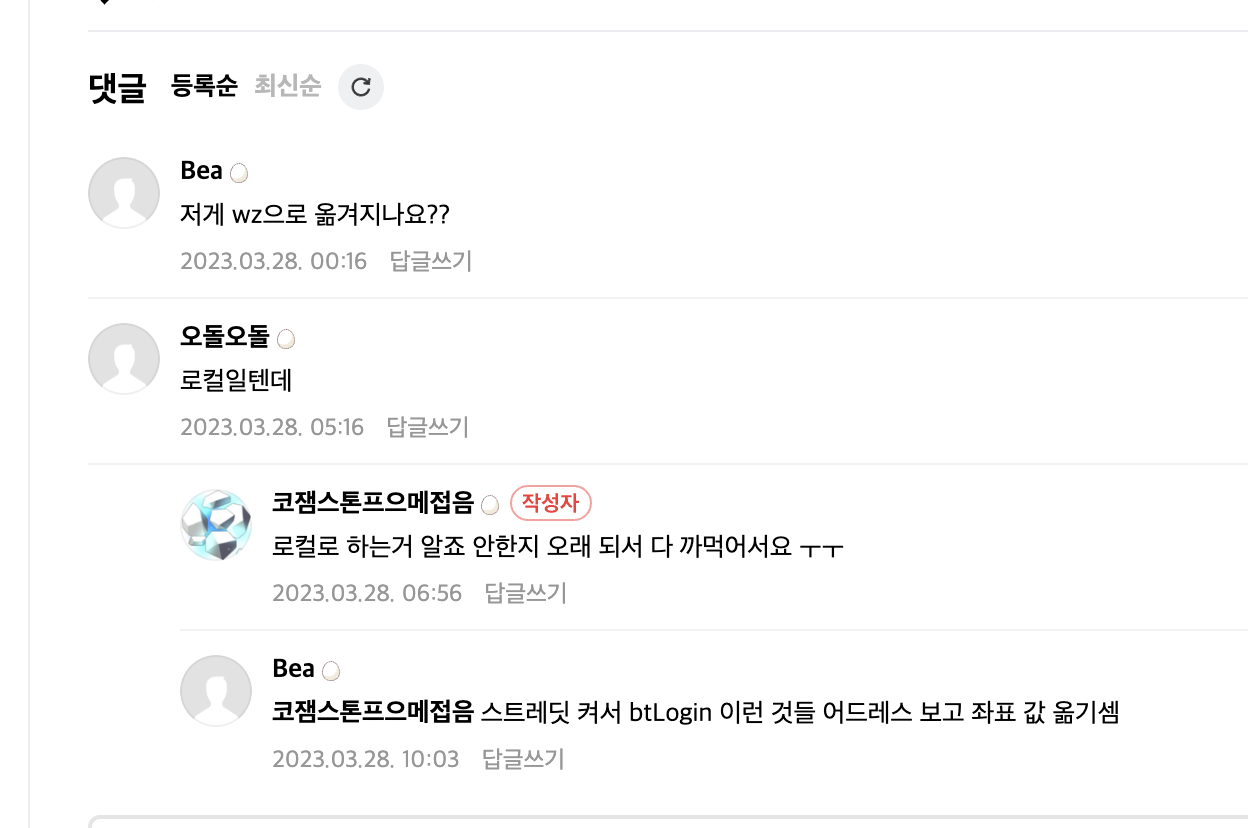 댓글 등록순 최신순
Bea
저게 wz으로 옮겨지나요??
2023.03.28. 00:16 답글쓰기
오돌오돌
로컬일텐데
2023.03.28. 05:16 답글쓰기
코잼스톤프으메접음 작성자
로컬로 하는거 알죠 안한지 오래 되서 다 까먹어서요 ㅜㅜ
2023.03.28. 06:56 답글쓰기
Bea
코잼스톤프으메접음 스트레딧 켜서 btLogin 이런 것들 어드레스 보고 좌표 값 옮기셈
2023.03.28. 10:03 답글쓰기